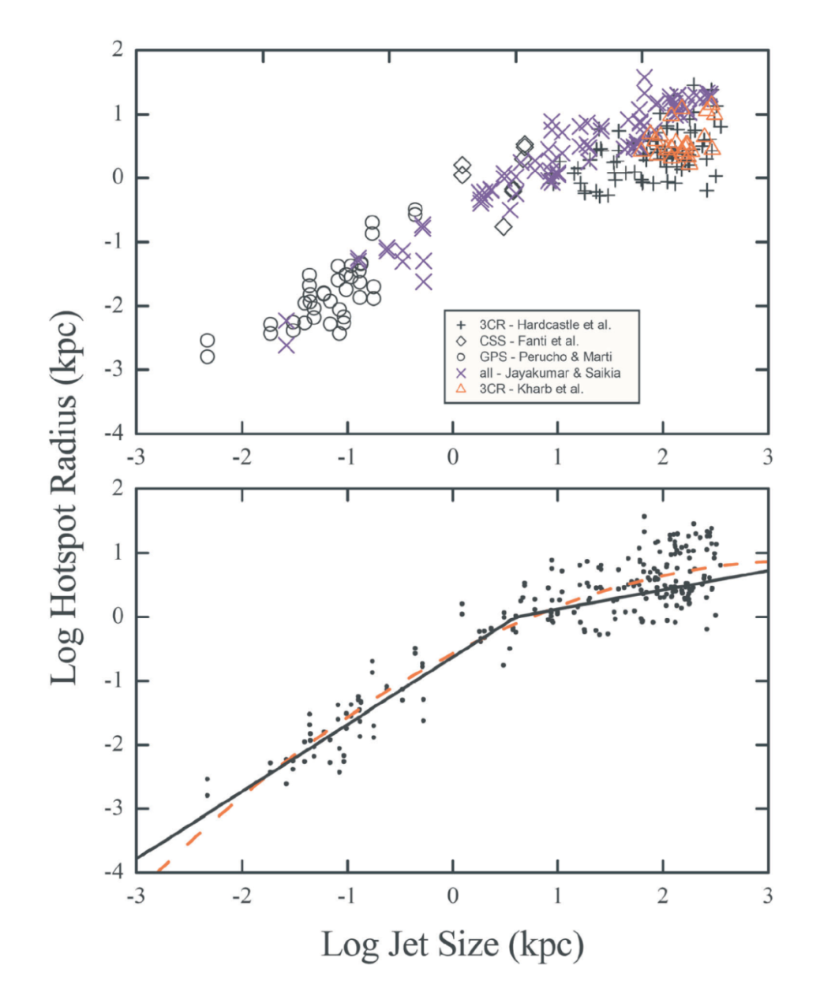 2
1
0
-1
-2
-3
-4
-3 -2 -1 0 1 2 3
3CR - Hardcastle et al.
CSS - Fanti et al.
GPS - Perucho & Marti
all - Jayakumar & Saikia
3CR - Kharb et al.
Log Hotspot Radius (kpc)
2
1
0
-1
-2
-3
-4
-3 -2 -1 0 1 2 3
Log Jet Size (kpc)